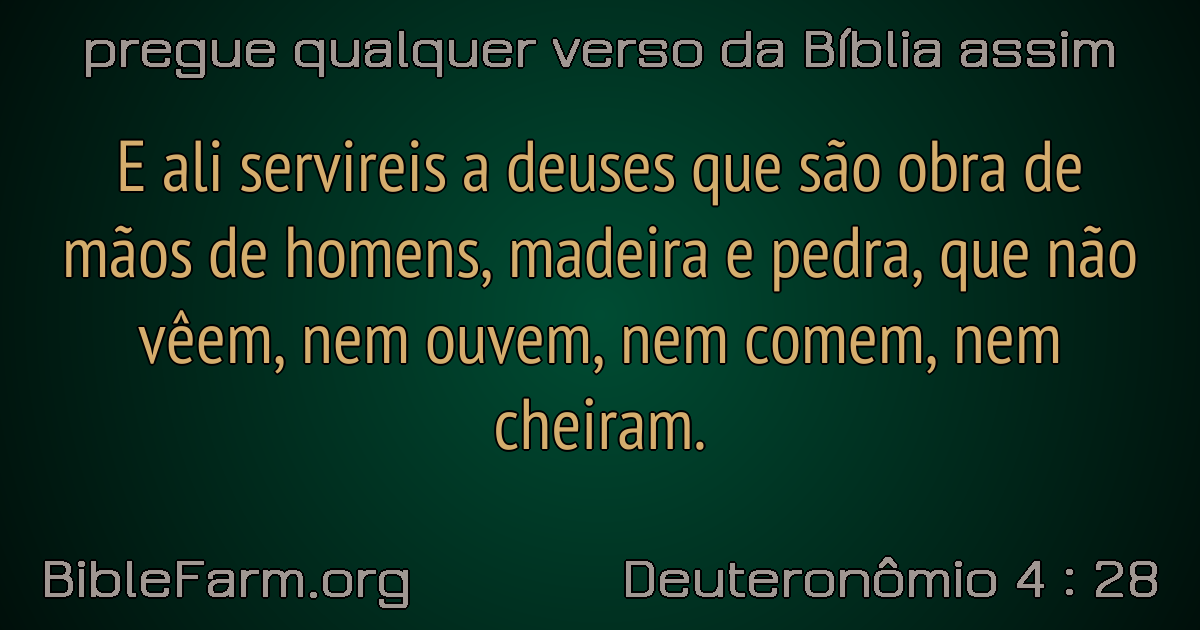 pregue qualquer verso da Bíblia assim
E ali servireis a deuses que são obra de
mãos de homens, madeira e pedra, que não
vêem, nem ouvem, nem comem, nem
cheiram.
BibleFarm.org
Deuteronômio 4 : 28